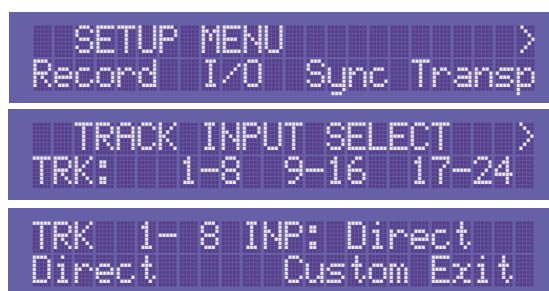 SETUP MENU >
Record I/O Sync Transp
TRACK INPUT SELECT >
TRK: 1-8 9-16 17-24
TRK 1- 8 INP: Direct
Direct Custom Exit